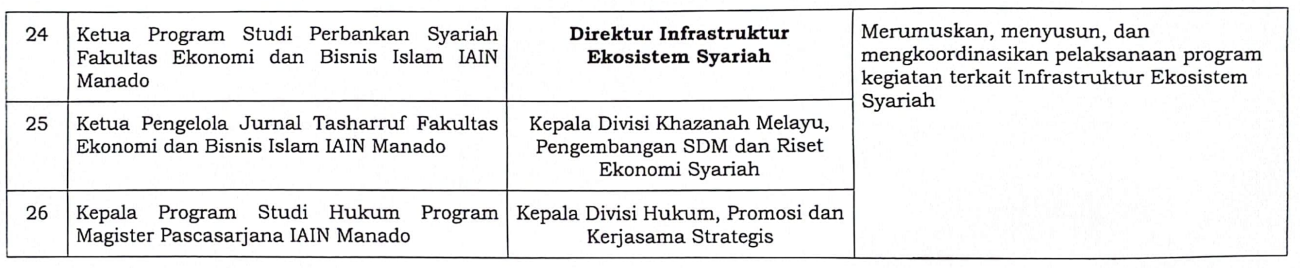 24
Ketua Program Studi Perbankan Syariah
Fakultas Ekonomi dan Bisnis Islam IAIN
Manado
Direktur Infrastruktur
Ekosistem Syariah
Merumuskan, menyusun, dan
mengkoordinasikan pelaksanaan program
kegiatan terkait Infrastruktur Ekosistem
Syariah
25
Ketua Pengelola Jurnal Tasharruf Fakultas
Ekonomi dan Bisnis Islam IAIN Manado
Kepala Divisi Khazanah Melayu,
Pengembangan SDM dan Riset
Ekonomi Syariah
26
Kepala Program Studi Hukum Program
Magister Pascasarjana IAIN Manado
Kepala Divisi Hukum, Promosi dan
Kerjasama Strategis